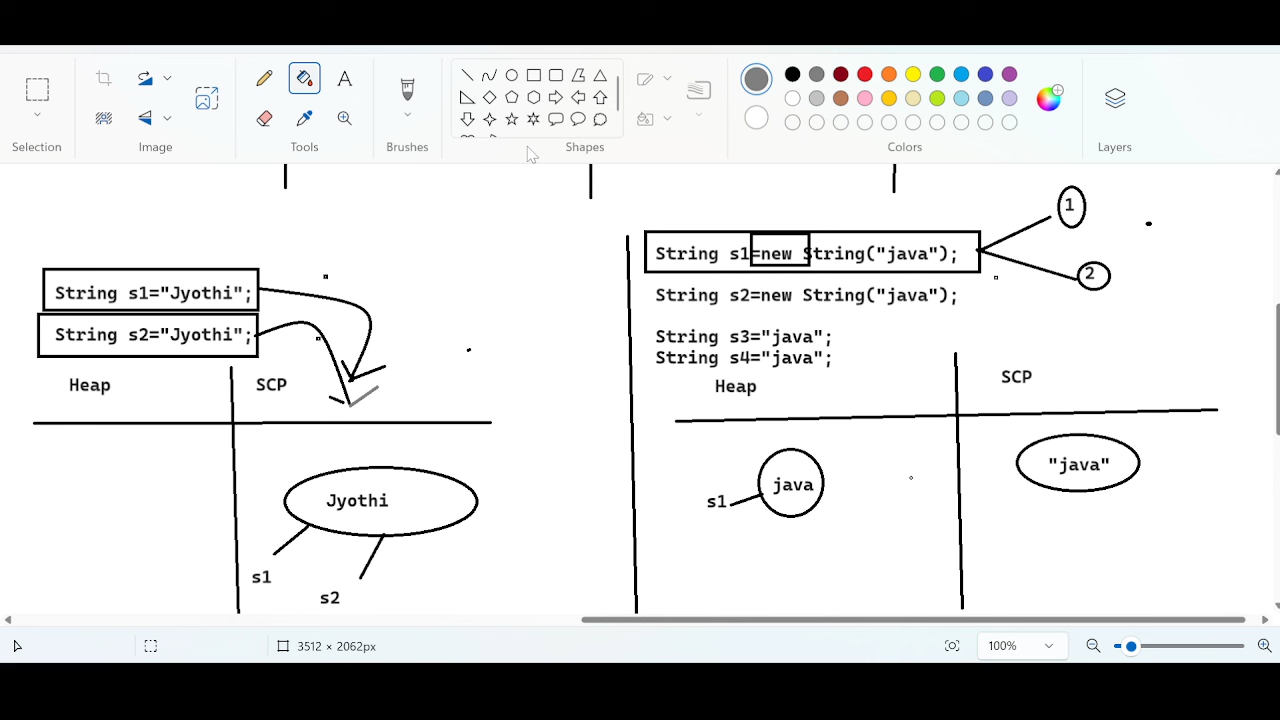 A
Selection
Image
Tools
Brushes
Shapes
Colors
Layers
String s1="Jyothi";
String s2="Jyothi";
Heap
SCP
Jyothi
s1
s2
1
String s1=new String("java");
2
String s2=new String("java");
String s3="java";
String s4="java";
Heap
SCP
java
"java"
s1
3512 × 2062px
100%